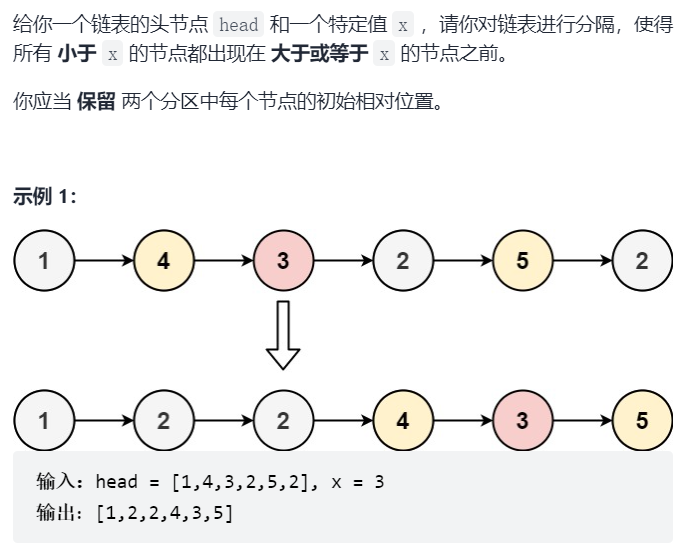 给你一个链表的头节点 head 和一个特定值 x ，请你对链表进行分隔，使得
所有 小于 x 的节点都出现在 大于或等于 x 的节点之前。
你应当 保留 两个分区中每个节点的初始相对位置。
示例 1：
1 4 3 2 5 2
1 2 2 4 3 5
输入：head = [1,4,3,2,5,2], x = 3
输出：[1,2,2,4,3,5]